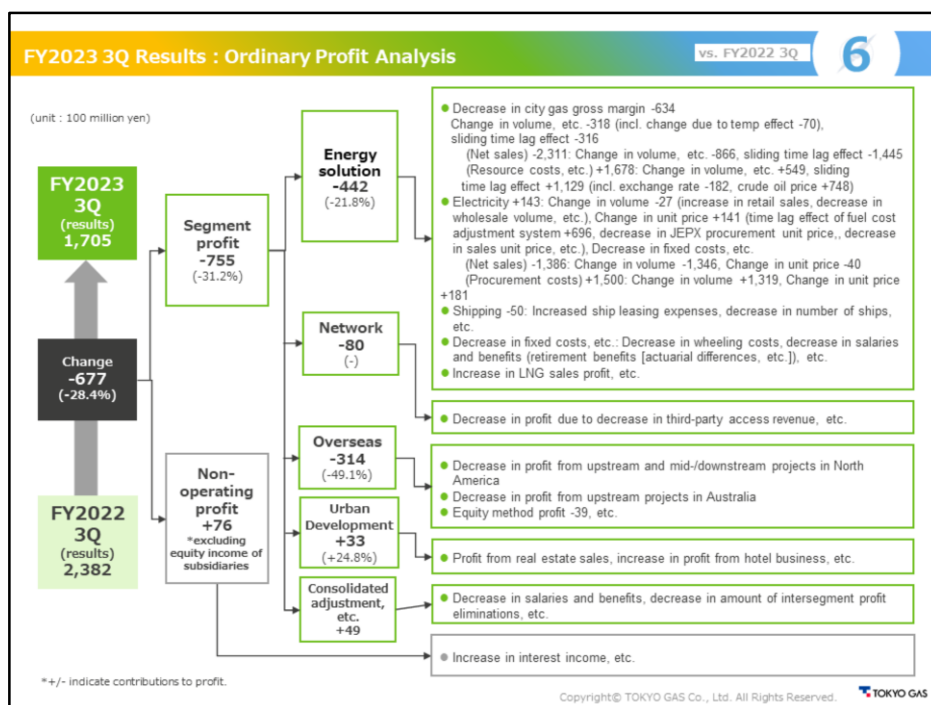 FY2023 3Q Results : Ordinary Profit Analysis
vs. FY2022 3Q
6
(unit : 100 million yen)
FY2023
3Q
(results)
1,705
Change
-677
(-28.4%)
FY2022
3Q
(results)
2,382
Segment
profit
-755
(-31.2%)
Non-
operating
profit
+76
*excluding
equity income of
subsidiaries
Energy
solution
-442
(-21.8%)
● Decrease in city gas gross margin -634
Change in volume, etc. -318 (incl. change due to temp effect -70),
sliding time lag effect -316
(Net sales) -2,311: Change in volume, etc. -866, sliding time lag effect -1,445
(Resource costs, etc.) +1,678: Change in volume, etc. +549, sliding
time lag effect +1,129 (incl. exchange rate -182, crude oil price +748)
● Electricity +143: Change in volume -27 (increase in retail sales, decrease in
wholesale volume, etc.), Change in unit price +141 (time lag effect of fuel cost
adjustment system +696, decrease in JEPX procurement unit price,, decrease
in sales unit price, etc.), Decrease in fixed costs, etc.
(Net sales) -1,386: Change in volume -1,346, Change in unit price -40
(Procurement costs) +1,500: Change in volume +1,319, Change in unit price
+181
● Shipping -50: Increased ship leasing expenses, decrease in number of ships,
etc.
● Decrease in fixed costs, etc.: Decrease in wheeling costs, decrease in salaries
and benefits (retirement benefits [actuarial differences, etc.]), etc.
● Increase in LNG sales profit, etc.
Network
-80
(-)
● Decrease in profit due to decrease in third-party access revenue, etc.
Overseas
-314
(-49.1%)
● Decrease in profit from upstream and mid-/downstream projects in North
America
● Decrease in profit from upstream projects in Australia
● Equity method profit -39, etc.
Urban
Development
+33
(+24.8%)
● Profit from real estate sales, increase in profit from hotel business, etc.
Consolidated
adjustment,
etc.
+49
● Decrease in salaries and benefits, decrease in amount of intersegment profit
eliminations, etc.
● Increase in interest income, etc.
*+/- indicate contributions to profit.
Copyright© TOKYO GAS Co., Ltd. All Rights Reserved.
TOKYO GAS